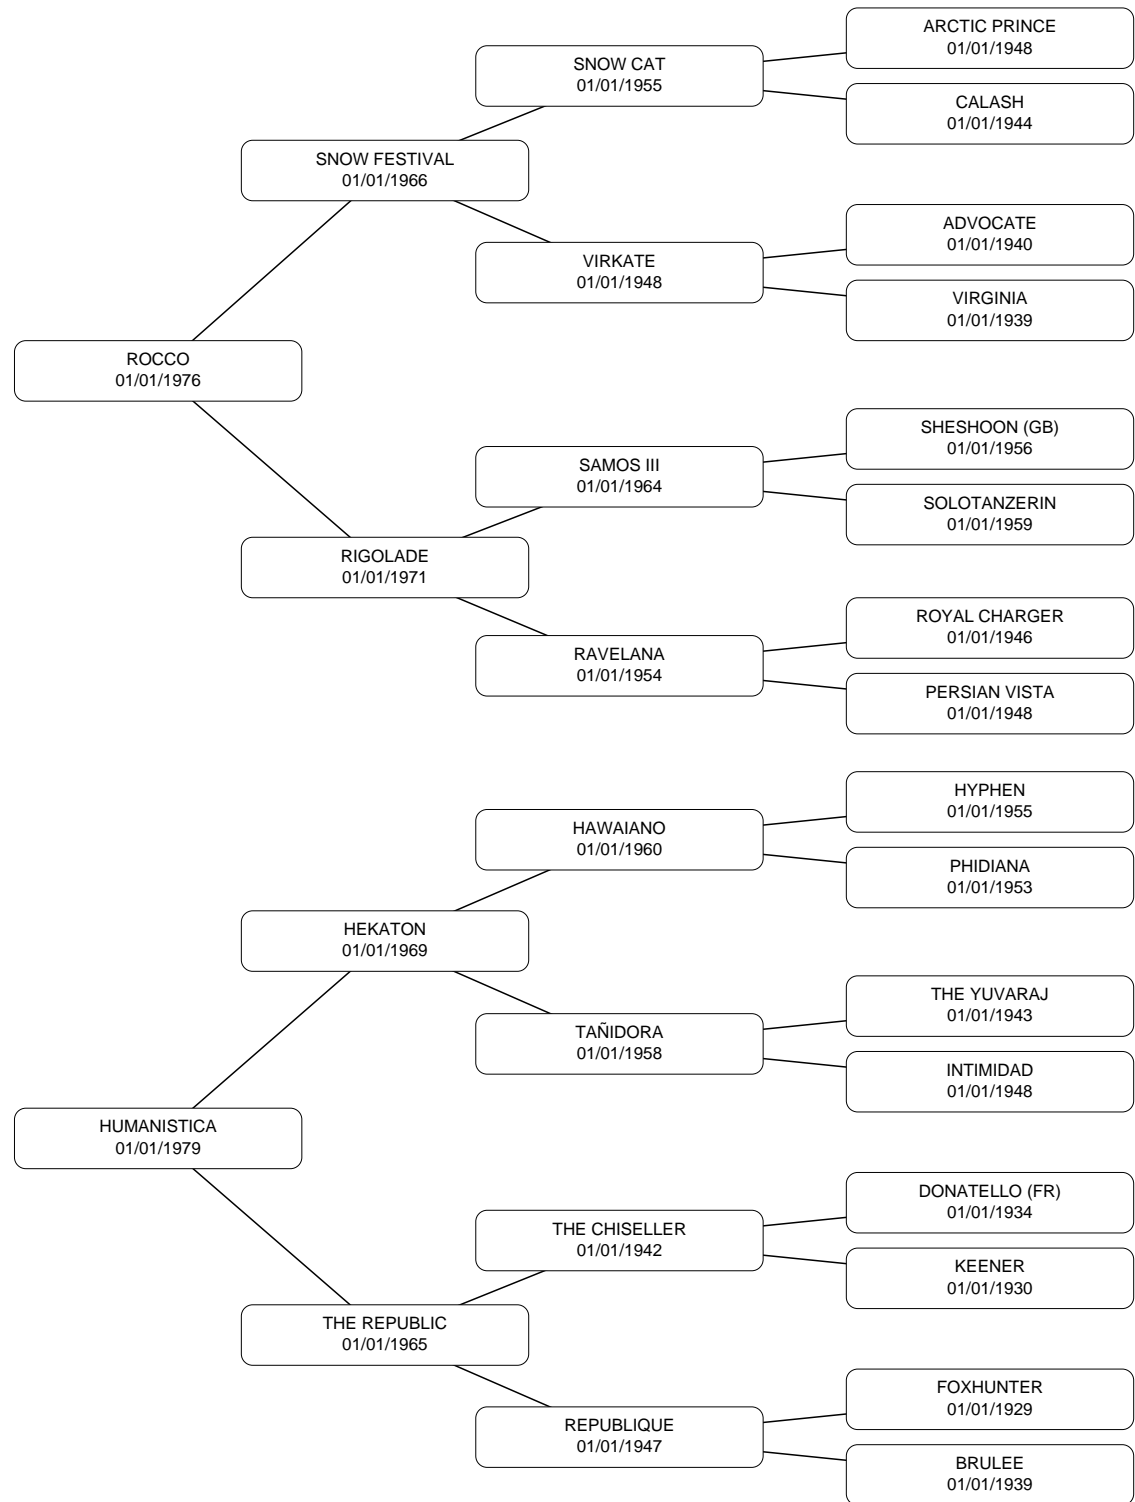 ARCTIC PRINCE
01/01/1948
SNOW CAT
01/01/1955
CALASH
01/01/1944
SNOW FESTIVAL
01/01/1966
ADVOCATE
01/01/1940
VIRKATE
01/01/1948
VIRGINIA
01/01/1939
ROCCO
01/01/1976
SHESHOON (GB)
01/01/1956
SAMOS III
01/01/1964
SOLOTANZERIN
01/01/1959
RIGOLADE
01/01/1971
ROYAL CHARGER
01/01/1946
RAVELANA
01/01/1954
PERSIAN VISTA
01/01/1948
HYPHEN
01/01/1955
HAWAIANO
01/01/1960
PHIDIANA
01/01/1953
HEKATON
01/01/1969
THE YUVARAJ
01/01/1943
TAÑIDORA
01/01/1958
INTIMIDAD
01/01/1948
HUMANISTICA
01/01/1979
DONATELLO (FR)
01/01/1934
THE CHISELLER
01/01/1942
KEENER
01/01/1930
THE REPUBLIC
01/01/1965
FOXHUNTER
01/01/1929
REPUBLIQUE
01/01/1947
BRULEE
01/01/1939